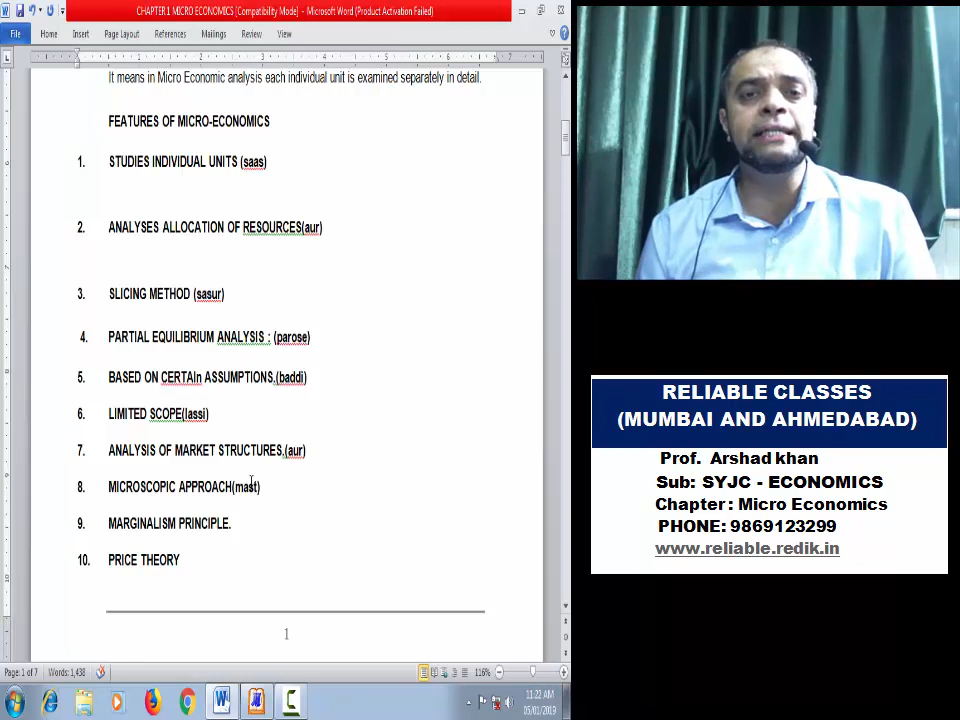 CHAPTER1 MICRO ECONOMICS [Compatibility Mode] - Microsoft Word (Product Activation Failed)
File Home Insert Page Layout References Mailings Review View
It means in Micro Economic analysis each individual unit is examined separately in detail.
FEATURES OF MICRO-ECONOMICS
1. STUDIES INDIVIDUAL UNITS (saas)
2. ANALYSES ALLOCATION OF RESOURCES(aur)
3. SLICING METHOD (sasur)
4. PARTIAL EQUILIBRIUM ANALYSIS : (parose)
5. BASED ON CERTAIn ASSUMPTIONS.(baddi)
6. LIMITED SCOPE(lassi)
7. ANALYSIS OF MARKET STRUCTURES.(aur)
8. MICROSCOPIC APPROACH(mast)
9. MARGINALISM PRINCIPLE.
10. PRICE THEORY
1
Page: 1 of 7 Words: 1,438 116%
11:22 AM
05/01/2019
RELIABLE CLASSES
(MUMBAI AND AHMEDABAD)
Prof. Arshad khan
Sub: SYJC - ECONOMICS
Chapter : Micro Economics
PHONE: 9869123299
www.reliable.redik.in